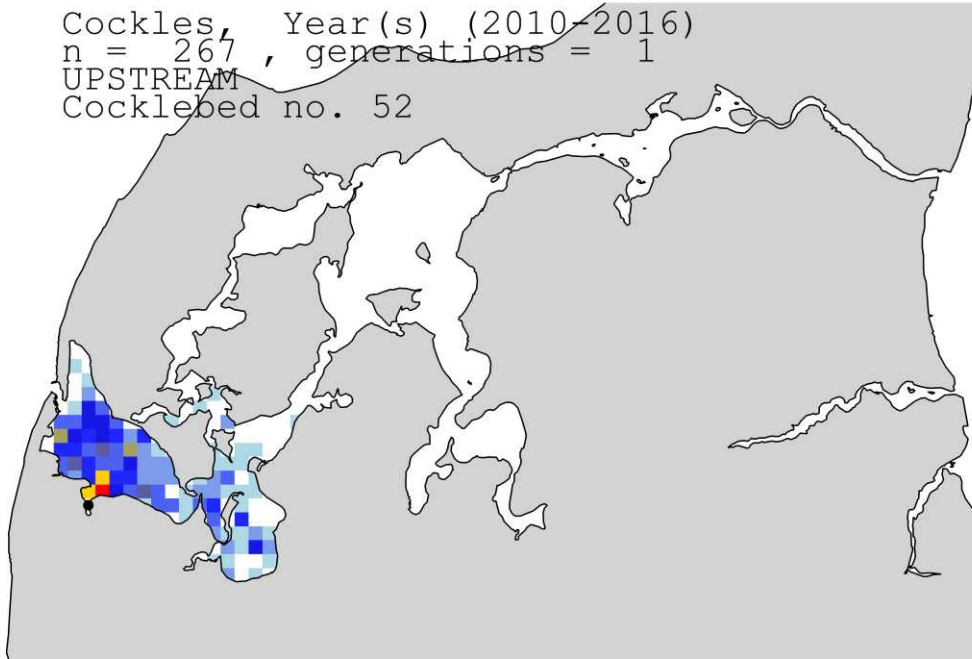 Cockles, Year(s) (2010-2016)
n = 267 , generations = 1
UPSTREAM
Cocklebed no. 52